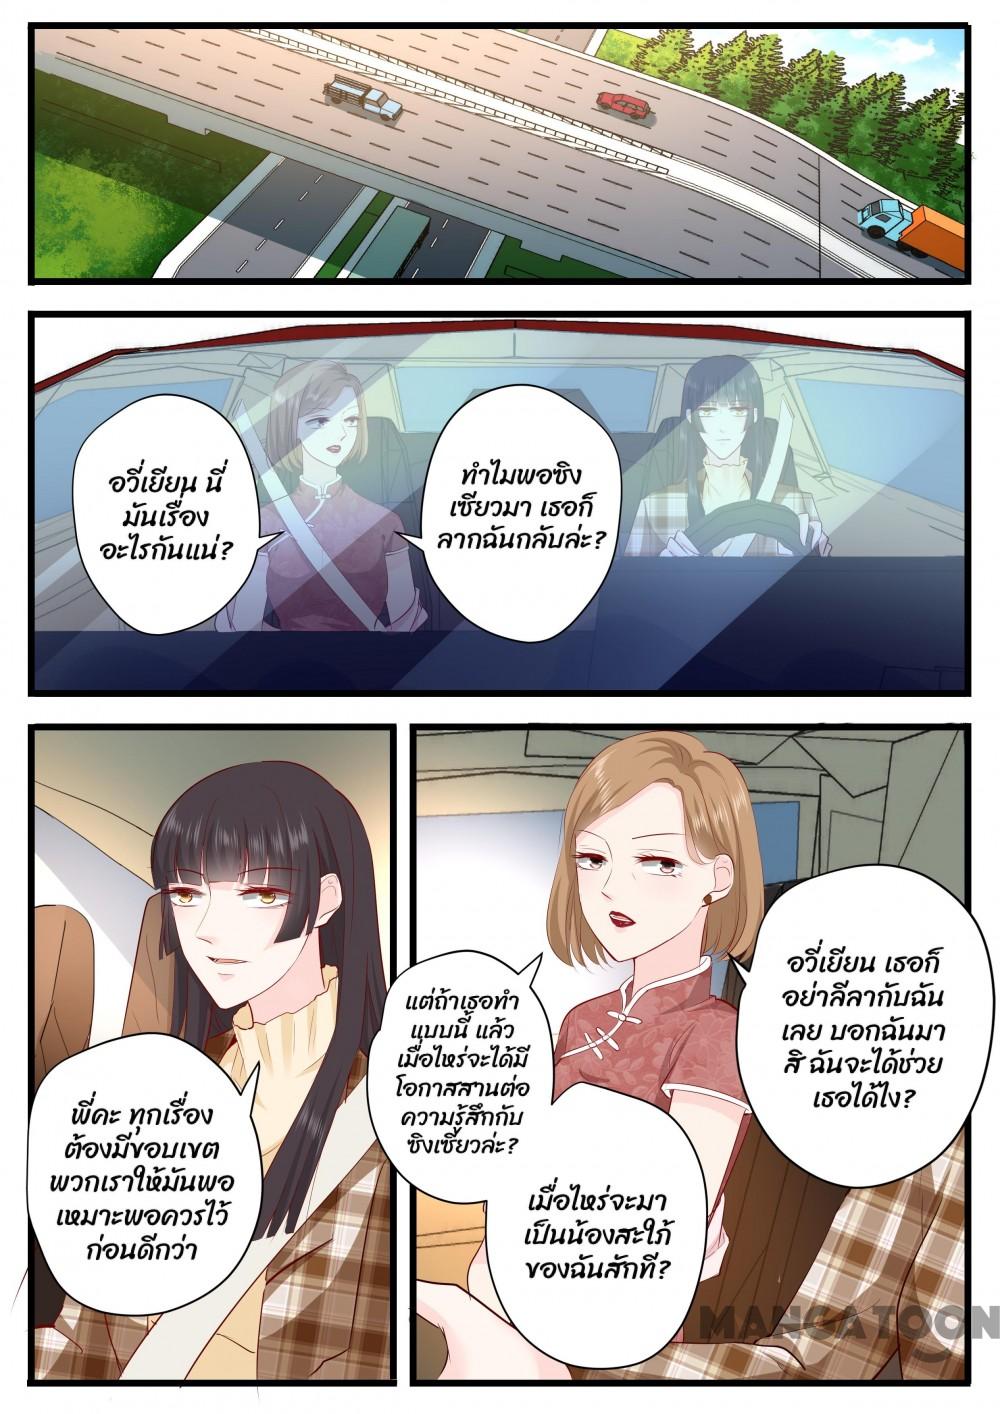 อวี่เยียน นี่
มันเรื่อง
อะไรกันแน่?
ทำไมพอซิง
เซียวมา เธอก็
ลากฉันกลับล่ะ?
พี่คะ ทุกเรื่อง
ต้องมีขอบเขต
พวกเราให้มันพอ
เหมาะพอควรไว้
ก่อนดีกว่า
อวี่เยียน เธอก็
อย่าลีลากับฉัน
เลย บอกฉันมา
สิ ฉันจะได้ช่วย
เธอได้ไง?
แต่ถ้าเธอทำ
แบบนี้ แล้ว
เมื่อไหร่จะได้มี
โอกาสสานต่อ
ความรู้สึกกับ
ซิงเซียวล่ะ?
เมื่อไหร่จะมา
เป็นน้องสะใภ้
ของฉันสักที?
MANGATOON